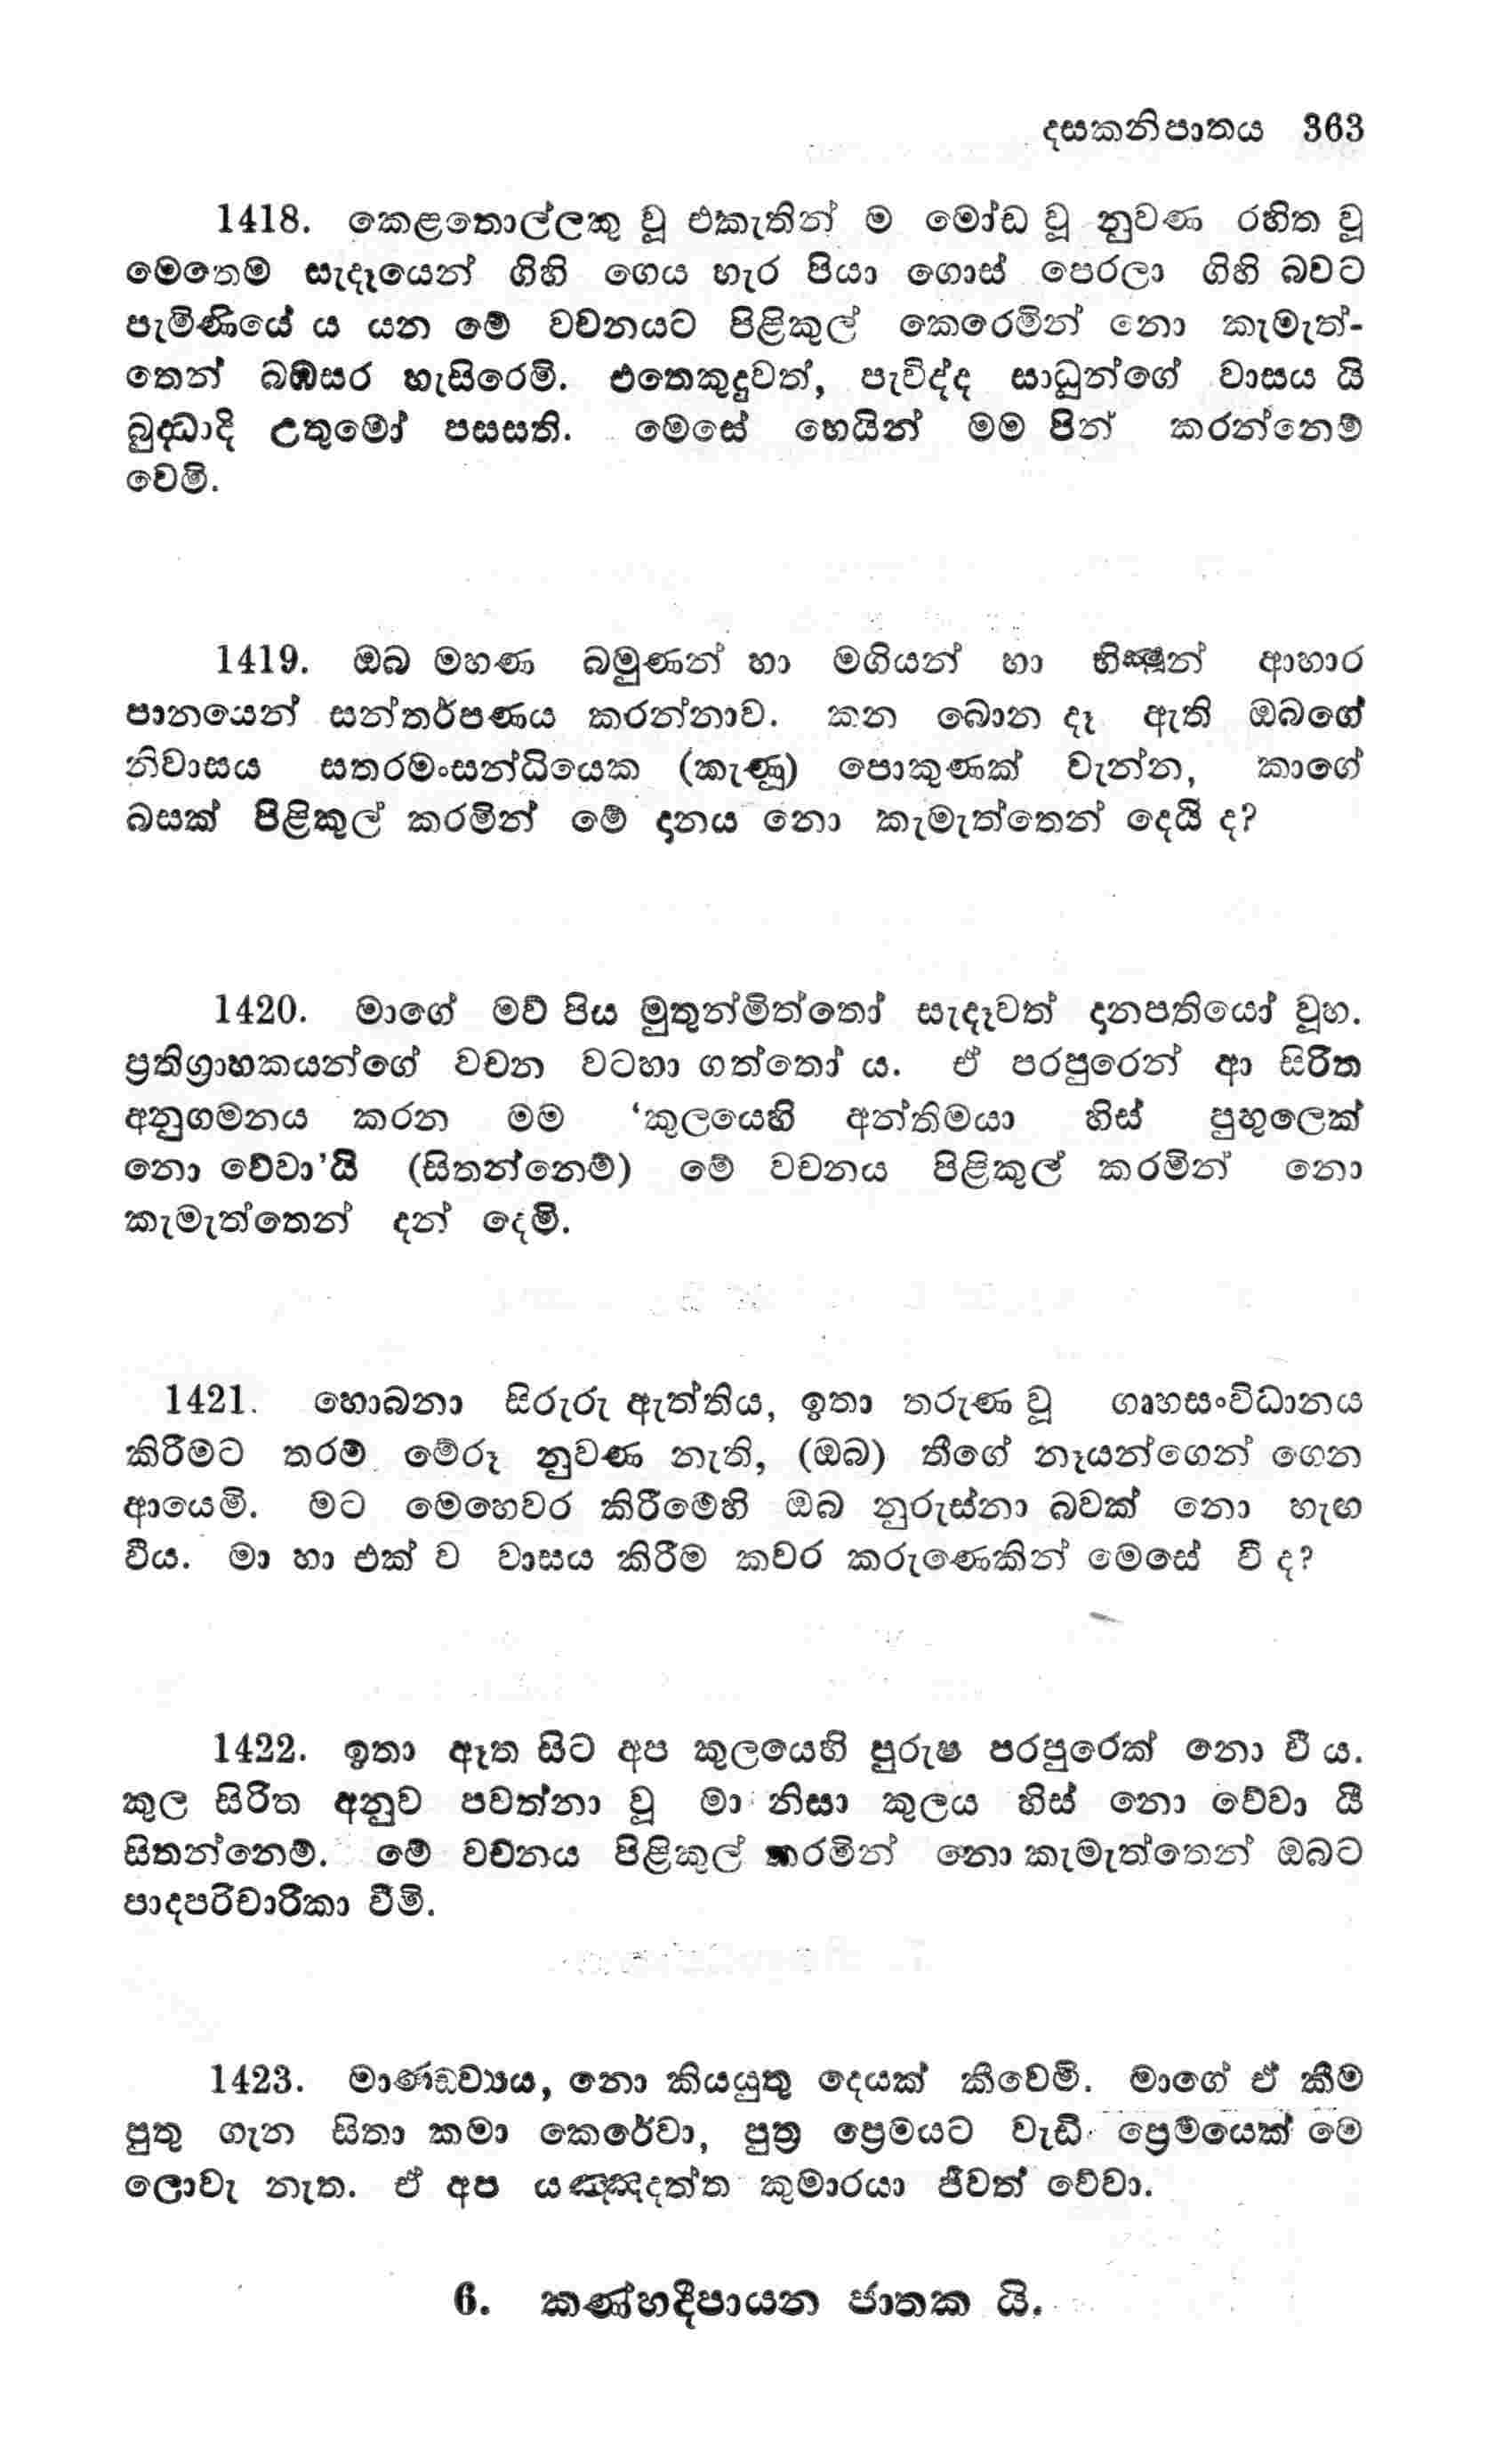 දසකනිපාතය 363
1418. කෙළතොල්ලකු වූ එකැතින් ම මෝඩ වූ නුවණ රහිත වූ
මෙතෙම සැදෑයෙන් ගිහි ගෙය හැර පියා ගොස් පෙරලා ගිහි බවට
පැමිණියේ ය යන මේ වචනයට පිළිකුල් කෙරෙමින් නො කැමැත්-
තෙන් බඹසර හැසිරෙමි. එතෙකුදුවත්, පැවිද්ද සාධූන්ගේ වාසය යි
බුද්ධාදි උතුමෝ පසසති. මෙසේ හෙයින් මම පින් කරන්නෙම්
වෙමි.
1419. ඔබ මහණ බමුණන් හා මගියන් හා භික්ෂූන් ආහාර
පානයෙන් සන්තර්පණය කරන්නාව. කන බොන දෑ ඇති ඔබගේ
නිවාසය සතරමංසන්ධියෙක (කැණූ) පොකුණක් වැන්න, කාගේ
බසක් පිළිකුල් කරමින් මේ දානය නො කැමැත්තෙන් දෙයි ද?
1420. මාගේ මව් පිය මුතුන්මිත්තෝ සැදෑවත් දානපතියෝ වූහ.
ප්‍රතිග්‍රාහකයන්ගේ වචන වටහා ගත්තෝ ය. ඒ පරපුරෙන් ආ සිරිත
අනුගමනය කරන මම ‘කුලයෙහි අන්තිමයා හිස් පුහුලෙක්
නො වේවා’යි (සිතන්නෙම්) මේ වචනය පිළිකුල් කරමින් නො
කැමැත්තෙන් දන් දෙමි.
1421. හොබනා සිරුරු ඇත්තිය, ඉතා තරුණ වූ ගෘහසංවිධානය
කිරීමට තරම් මේරූ නුවණ නැති, (ඔබ) තීගේ නෑයන්ගෙන් ගෙන
ආයෙමි. මට මෙහෙවර කිරීමෙහි ඔබ නුරුස්නා බවක් නො හැඟ
විය. මා හා එක් ව වාසය කිරීම කවර කරුණෙකින් මෙසේ වී ද?
1422. ඉතා ඈත සිට අප කුලයෙහි පුරුෂ පරපුරෙක් නො වී ය.
කුල සිරිත අනුව පවත්නා වූ මා නිසා කුලය හිස් නො වේවා යි
සිතන්නෙම්. මේ වචනය පිළිකුල් කරමින් නො කැමැත්තෙන් ඔබට
පාදපරිචාරිකා වීමි.
1423. මාණ්ඩව්‍යය, නො කියයුතු දෙයක් කීවෙමි. මාගේ ඒ කීම
පුතු ගැන සිතා කමා කෙරේවා, පුත්‍ර ප්‍රෙමයට වැඩි ප්‍රෙමයෙක් මෙ
ලොවැ නැත. ඒ අප යඤ්ඤදත්ත කුමාරයා ජීවත් වේවා.
6. කණ්හදීපායන ජාතක යි.